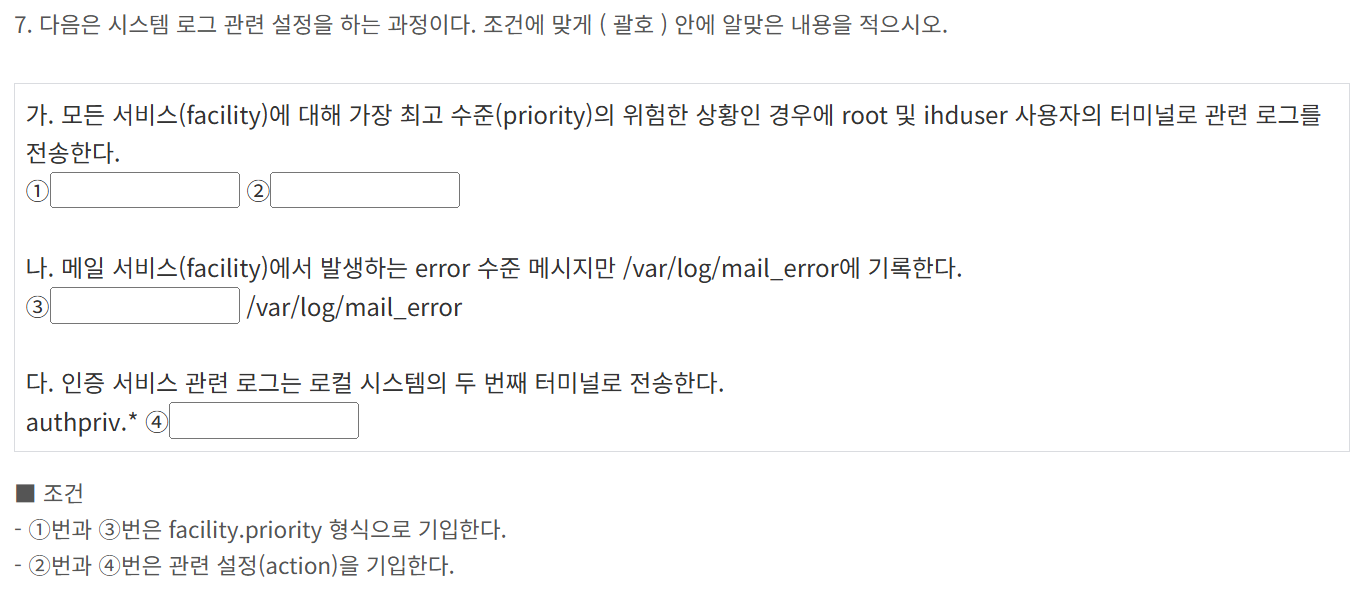 7. 다음은 시스템 로그 관련 설정을 하는 과정이다. 조건에 맞게 ( 괄호 ) 안에 알맞은 내용을 적으시오.
가. 모든 서비스(facility)에 대해 가장 최고 수준(priority)의 위험한 상황인 경우에 root 및 ihduser 사용자의 터미널로 관련 로그를
전송한다.
① ②
나. 메일 서비스(facility)에서 발생하는 error 수준 메시지만 /var/log/mail_error에 기록한다.
③ /var/log/mail_error
다. 인증 서비스 관련 로그는 로컬 시스템의 두 번째 터미널로 전송한다.
authpriv.* ④
■ 조건
- ①번과 ③번은 facility.priority 형식으로 기입한다.
- ②번과 ④번은 관련 설정(action)을 기입한다.